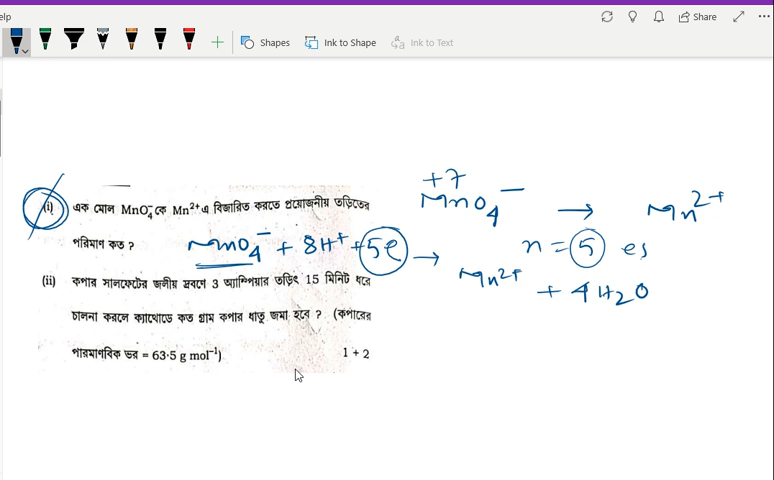 elp
Share
Shapes
Ink to Shape
Ink to Text
(i) এক মোল MnO₄⁻ কে Mn²⁺ এ বিজারিত করতে প্রয়োজনীয় তড়িতের
পরিমাণ কত ?
+7
MnO₄⁻ → Mn²⁺
MnO₄⁻ + 8H⁺ + 5e →
n = 5 es
Mn²⁺ + 4H₂O
(ii) কপার সালফেটের জলীয় দ্রবণে 3 অ্যাম্পিয়ার তড়িৎ 15 মিনিট ধরে
চালনা করলে ক্যাথোডে কত গ্রাম কপার ধাতু জমা হবে ? (কপারের
পারমাণবিক ভর = 63·5 g mol⁻¹) 1 + 2